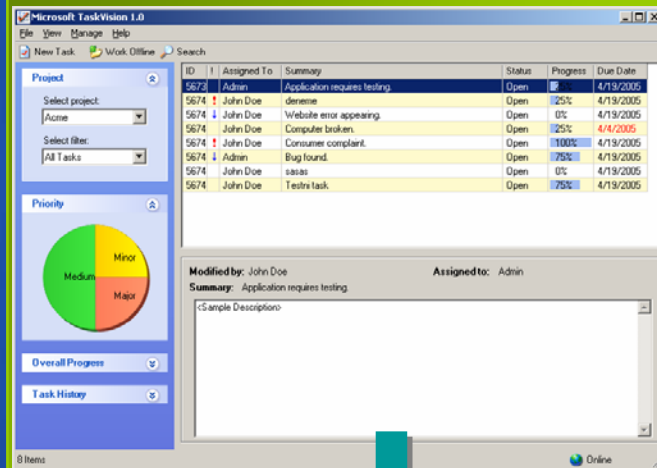 Microsoft TaskVision 1.0
File View Manage Help
New Task Work Offline Search
Project
Select project:
Acme
Select filter:
All Tasks
Priority
Minor
Medium
Major
Overall Progress
Task History
ID ! Assigned To Summary Status Progress Due Date
5673 Admin Application requires testing. Open 4/19/2005
5674 ! John Doe deneme Open 25% 4/19/2005
5674 ↓ John Doe Website error appearing. Open 0% 4/19/2005
5674 John Doe Computer broken. Open 25% 4/4/2005
5674 ! John Doe Consumer complaint. Open 100% 4/19/2005
5674 ↓ Admin Bug found. Open 75% 4/19/2005
5674 John Doe sasas Open 0% 4/19/2005
5674 John Doe Testni task Open 75% 4/19/2005
Modified by: John Doe Assigned to: Admin
Summary: Application requires testing.
<Sample Description>
8 Items
Online